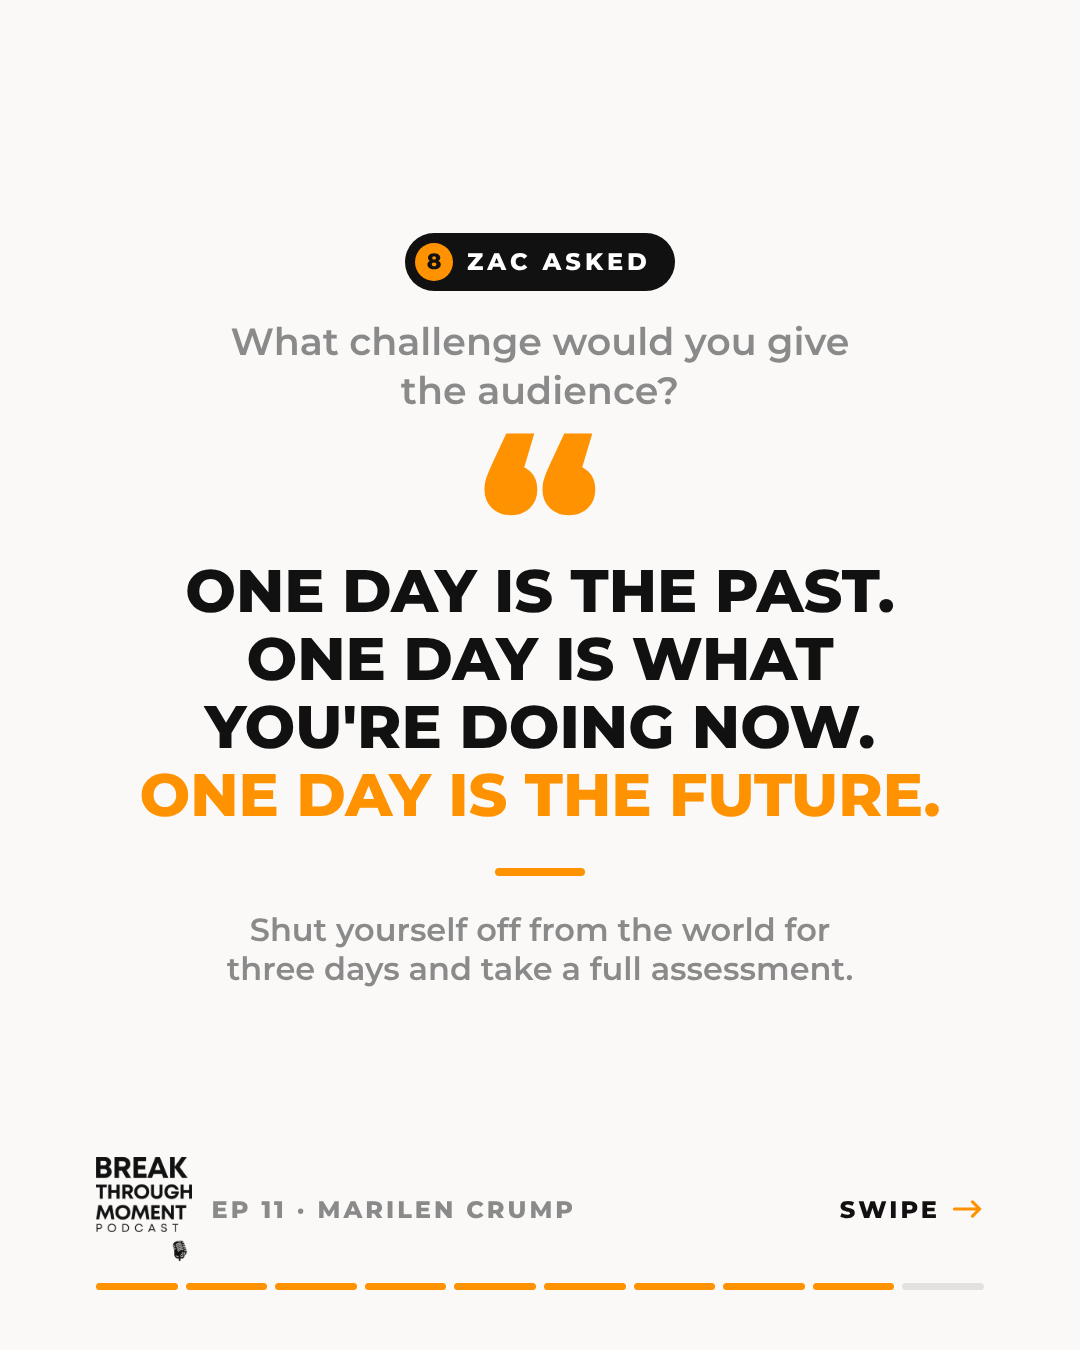 8 ZAC ASKED
What challenge would you give
the audience?
“
ONE DAY IS THE PAST.
ONE DAY IS WHAT
YOU'RE DOING NOW.
ONE DAY IS THE FUTURE.
Shut yourself off from the world for
three days and take a full assessment.
BREAK
THROUGH
MOMENT
PODCAST
EP 11 · MARILEN CRUMP
SWIPE →